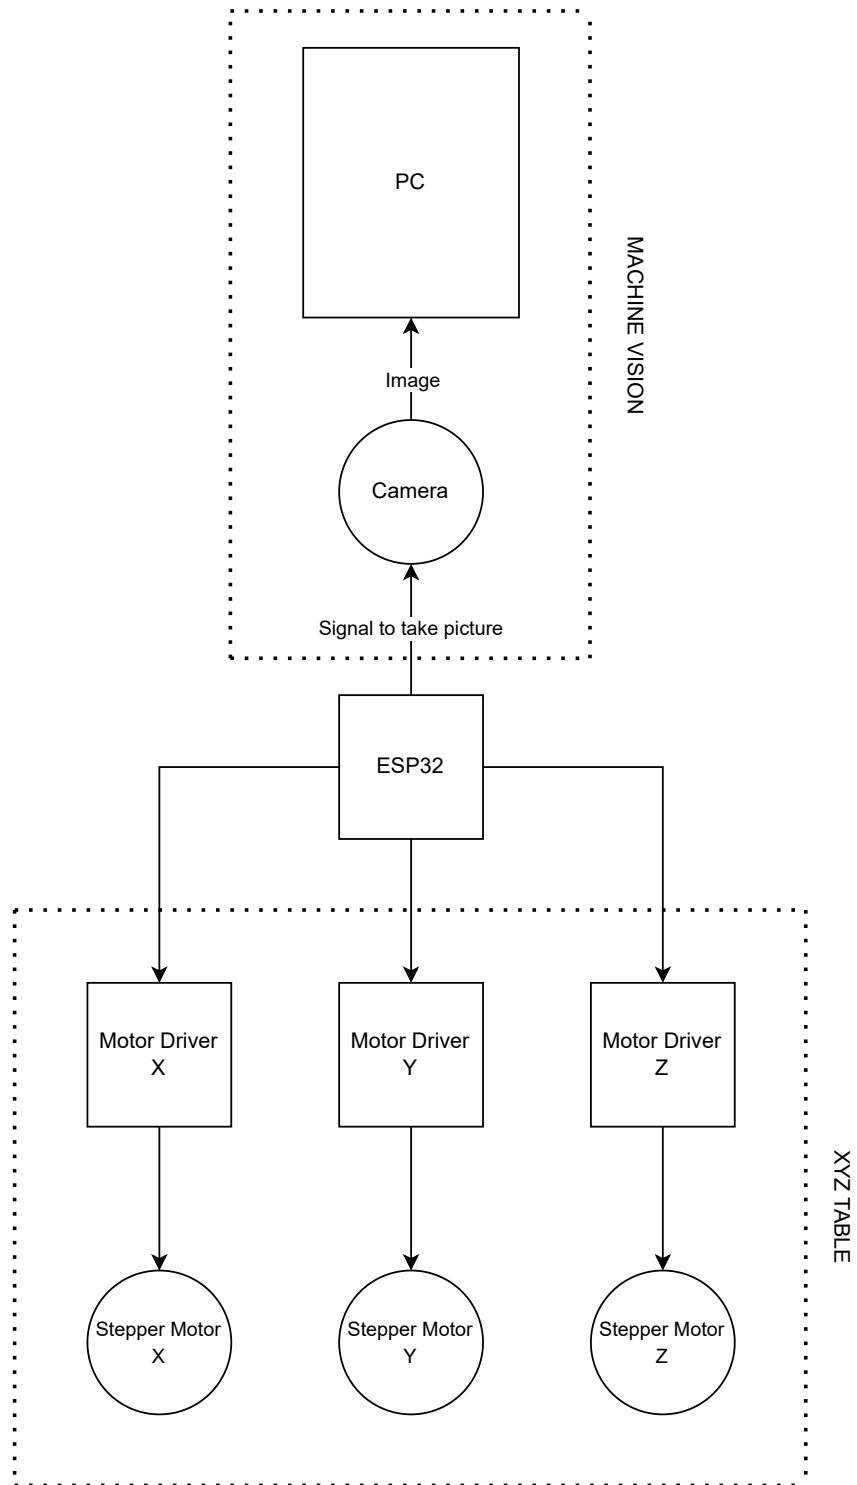 PC
MACHINE VISION
Image
Camera
Signal to take picture
ESP32
Motor Driver
X
Motor Driver
Y
Motor Driver
Z
XYZ TABLE
Stepper Motor
X
Stepper Motor
Y
Stepper Motor
Z